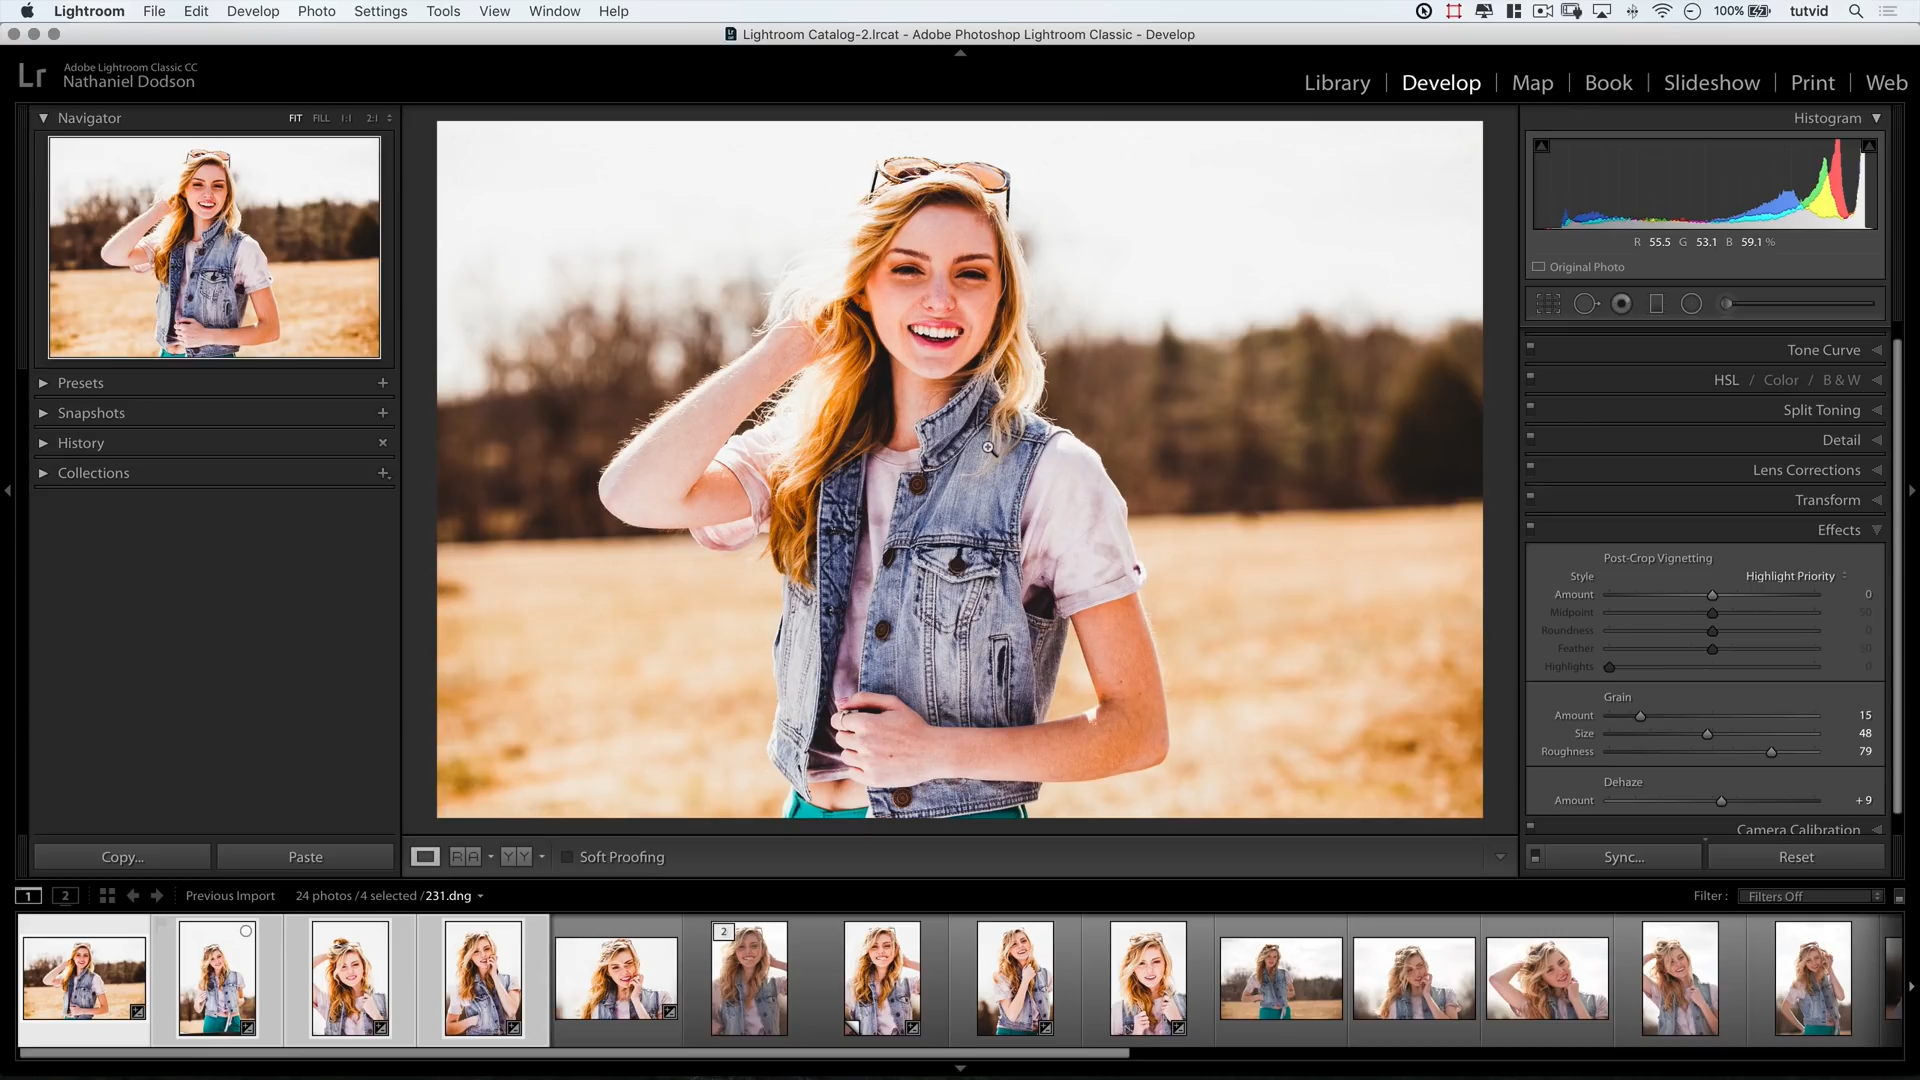 Lightroom File Edit Develop Photo Settings Tools View Window Help 100% tutvid
Lightroom Catalog-2.lrcat - Adobe Photoshop Lightroom Classic - Develop
Lr
Adobe Lightroom Classic CC
Nathaniel Dodson
Library | Develop | Map | Book | Slideshow | Print | Web
Navigator FIT FILL 1:1 2:1
Presets
Snapshots
History
Collections
Copy... Paste
Soft Proofing
Histogram
R 55.5 G 53.1 B 59.1 %
Original Photo
Tone Curve
HSL / Color / B & W
Split Toning
Detail
Lens Corrections
Transform
Effects
Post-Crop Vignetting
Style Highlight Priority
Amount 0
Midpoint 50
Roundness 0
Feather 50
Highlights 0
Grain
Amount 15
Size 48
Roughness 79
Dehaze
Amount + 9
Camera Calibration
Sync... Reset
1 2 Previous Import 24 photos / 4 selected / 231.dng Filter : Filters Off
2